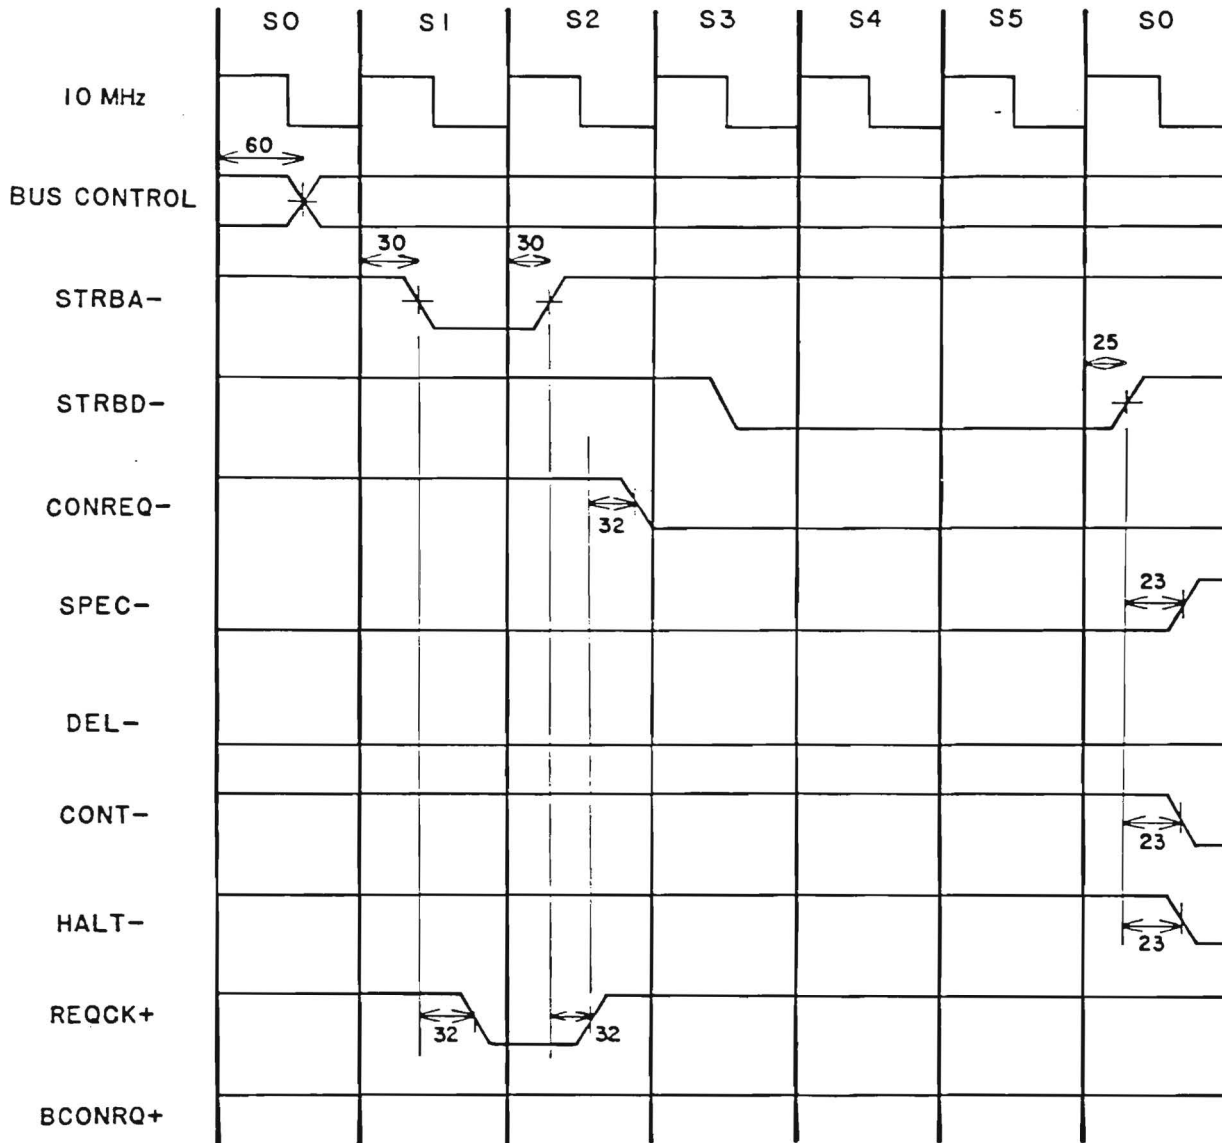 S0 S1 S2 S3 S4 S5 S0
10 MHz
60
BUS CONTROL
30 30
STRBA-
25
STRBD-
CONREQ-
32
23
SPEC-
DEL-
CONT-
23
HALT-
23
REQCK+
32 32
BCONRQ+